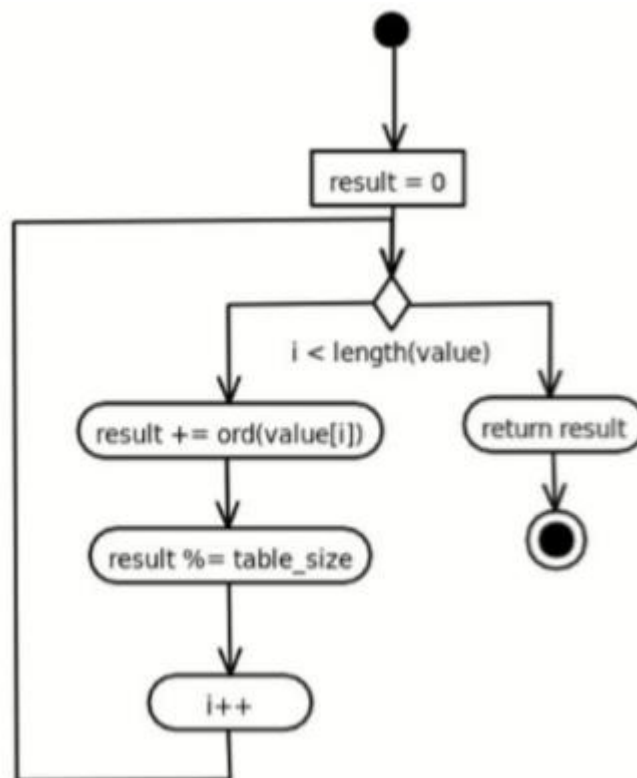 result = 0
i < length(value)
result += ord(value[i])
return result
result %= table_size
i++